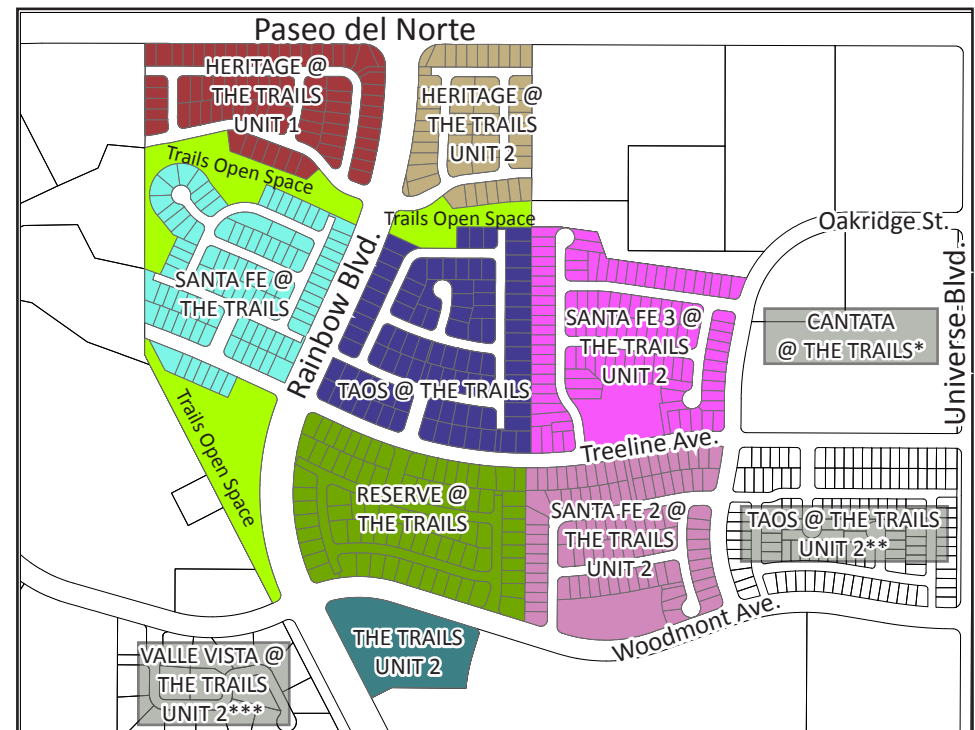 Paseo del Norte
HERITAGE @
THE TRAILS
UNIT 1
HERITAGE @
THE TRAILS
UNIT 2
Trails Open Space
Trails Open Space
Oakridge St.
SANTA FE @
THE TRAILS
Rainbow Blvd.
SANTA FE 3 @
THE TRAILS
UNIT 2
CANTATA
@ THE TRAILS*
Universe Blvd.
TAOS @ THE TRAILS
Trails Open Space
Treeline Ave.
RESERVE @
THE TRAILS
SANTA FE 2 @
THE TRAILS
UNIT 2
TAOS @ THE TRAILS
UNIT 2**
Woodmont Ave.
THE TRAILS
UNIT 2
VALLE VISTA @
THE TRAILS
UNIT 2***